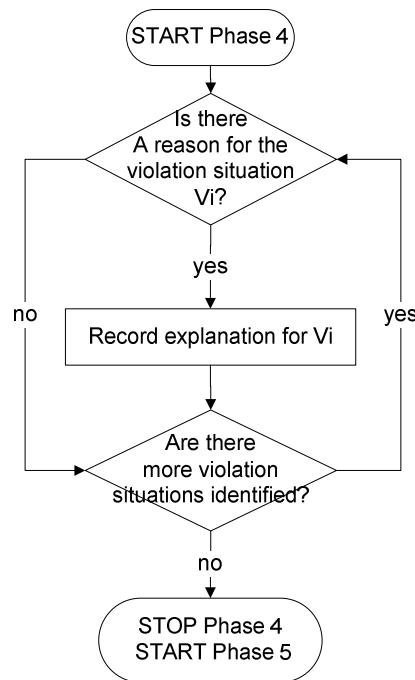 START Phase 4
Is there
A reason for the
violation situation
Vi?
yes
no
yes
Record explanation for Vi
Are there
more violation
situations identified?
no
STOP Phase 4
START Phase 5